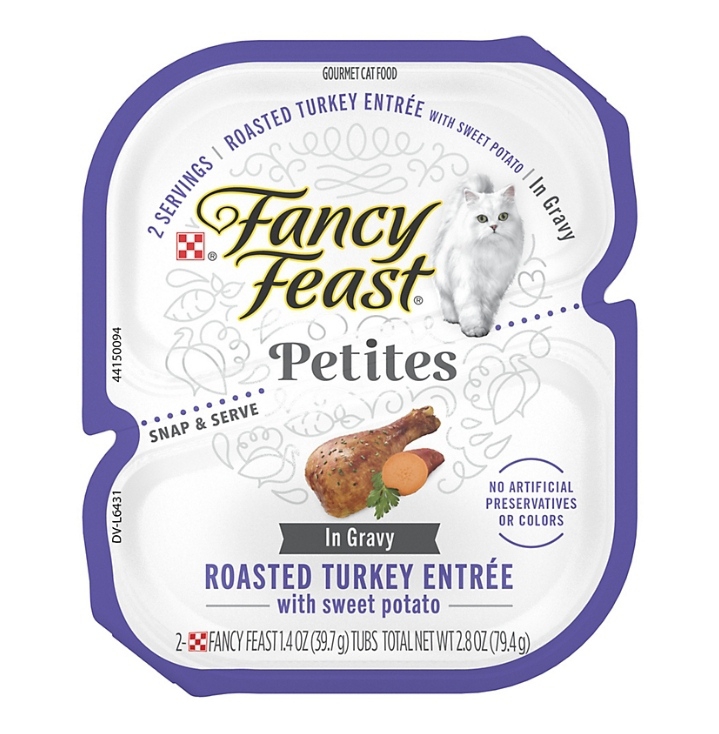 GOURMET CAT FOOD
2 SERVINGS | ROASTED TURKEY ENTRÉE WITH SWEET POTATO | In Gravy
Fancy
Feast®
®
Petites
44150094
SNAP & SERVE
DV-L6431
NO ARTIFICIAL
PRESERVATIVES
OR COLORS
In Gravy
ROASTED TURKEY ENTRÉE
with sweet potato
2- FANCY FEAST 1.4 OZ (39.7 g) TUBS TOTAL NET WT 2.8 OZ (79.4 g)